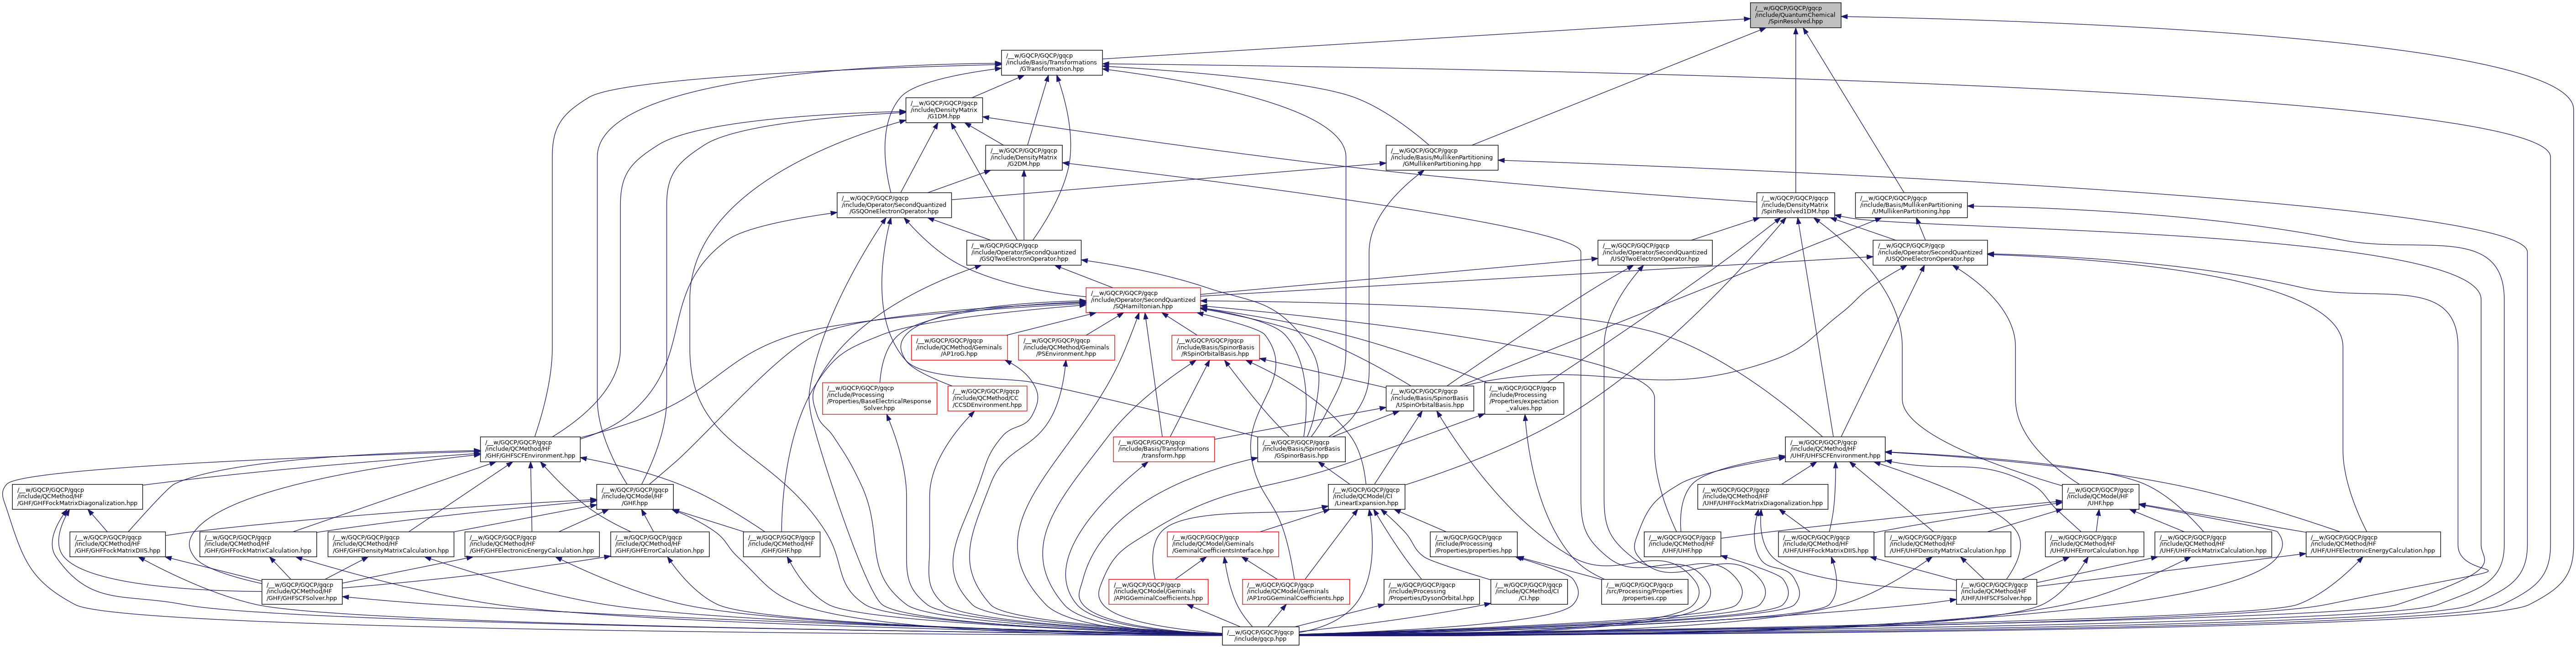 /__w/GQCP/GQCP/gqcp
/include/QuantumChemical
/SpinResolved.hpp
/__w/GQCP/GQCP/gqcp
/include/Basis/Transformations
/GTransformation.hpp
/__w/GQCP/GQCP/gqcp
/include/DensityMatrix
/G1DM.hpp
/__w/GQCP/GQCP/gqcp
/include/DensityMatrix
/G2DM.hpp
/__w/GQCP/GQCP/gqcp
/include/Basis/MullikenPartitioning
/GMullikenPartitioning.hpp
/__w/GQCP/GQCP/gqcp
/include/Operator/SecondQuantized
/GSQOneElectronOperator.hpp
/__w/GQCP/GQCP/gqcp
/include/DensityMatrix
/SpinResolved1DM.hpp
/__w/GQCP/GQCP/gqcp
/include/Basis/MullikenPartitioning
/UMullikenPartitioning.hpp
/__w/GQCP/GQCP/gqcp
/include/Operator/SecondQuantized
/GSQTwoElectronOperator.hpp
/__w/GQCP/GQCP/gqcp
/include/Operator/SecondQuantized
/USQTwoElectronOperator.hpp
/__w/GQCP/GQCP/gqcp
/include/Operator/SecondQuantized
/USQOneElectronOperator.hpp
/__w/GQCP/GQCP/gqcp
/include/Operator/SecondQuantized
/SQHamiltonian.hpp
/__w/GQCP/GQCP/gqcp
/include/QCMethod/Geminals
/AP1roG.hpp
/__w/GQCP/GQCP/gqcp
/include/QCMethod/Geminals
/PSEnvironment.hpp
/__w/GQCP/GQCP/gqcp
/include/Basis/SpinorBasis
/RSpinOrbitalBasis.hpp
/__w/GQCP/GQCP/gqcp
/include/Processing
/Properties/BaseElectricalResponse
Solver.hpp
/__w/GQCP/GQCP/gqcp
/include/QCMethod/CC
/CCSDEnvironment.hpp
/__w/GQCP/GQCP/gqcp
/include/Basis/SpinorBasis
/USpinOrbitalBasis.hpp
/__w/GQCP/GQCP/gqcp
/include/Processing
/Properties/expectation
_values.hpp
/__w/GQCP/GQCP/gqcp
/include/QCMethod/HF
/GHF/GHFSCFEnvironment.hpp
/__w/GQCP/GQCP/gqcp
/include/Basis/Transformations
/transform.hpp
/__w/GQCP/GQCP/gqcp
/include/Basis/SpinorBasis
/GSpinorBasis.hpp
/__w/GQCP/GQCP/gqcp
/include/QCMethod/HF
/UHF/UHFSCFEnvironment.hpp
/__w/GQCP/GQCP/gqcp
/include/QCMethod/HF
/GHF/GHFFockMatrixDiagonalization.hpp
/__w/GQCP/GQCP/gqcp
/include/QCModel/HF
/GHF.hpp
/__w/GQCP/GQCP/gqcp
/include/QCModel/CI
/LinearExpansion.hpp
/__w/GQCP/GQCP/gqcp
/include/QCMethod/HF
/UHF/UHFFockMatrixDiagonalization.hpp
/__w/GQCP/GQCP/gqcp
/include/QCModel/HF
/UHF.hpp
/__w/GQCP/GQCP/gqcp
/include/QCMethod/HF
/GHF/GHFFockMatrixDIIS.hpp
/__w/GQCP/GQCP/gqcp
/include/QCMethod/HF
/GHF/GHFFockMatrixCalculation.hpp
/__w/GQCP/GQCP/gqcp
/include/QCMethod/HF
/GHF/GHFDensityMatrixCalculation.hpp
/__w/GQCP/GQCP/gqcp
/include/QCMethod/HF
/GHF/GHFElectronicEnergyCalculation.hpp
/__w/GQCP/GQCP/gqcp
/include/QCMethod/HF
/GHF/GHFErrorCalculation.hpp
/__w/GQCP/GQCP/gqcp
/include/QCMethod/HF
/GHF/GHF.hpp
/__w/GQCP/GQCP/gqcp
/include/QCModel/Geminals
/GeminalCoefficientsInterface.hpp
/__w/GQCP/GQCP/gqcp
/include/Processing
/Properties/properties.hpp
/__w/GQCP/GQCP/gqcp
/include/QCMethod/HF
/UHF/UHF.hpp
/__w/GQCP/GQCP/gqcp
/include/QCMethod/HF
/UHF/UHFFockMatrixDIIS.hpp
/__w/GQCP/GQCP/gqcp
/include/QCMethod/HF
/UHF/UHFDensityMatrixCalculation.hpp
/__w/GQCP/GQCP/gqcp
/include/QCMethod/HF
/UHF/UHFErrorCalculation.hpp
/__w/GQCP/GQCP/gqcp
/include/QCMethod/HF
/UHF/UHFFockMatrixCalculation.hpp
/__w/GQCP/GQCP/gqcp
/include/QCMethod/HF
/UHF/UHFElectronicEnergyCalculation.hpp
/__w/GQCP/GQCP/gqcp
/include/QCMethod/HF
/GHF/GHFSCFSolver.hpp
/__w/GQCP/GQCP/gqcp
/include/QCModel/Geminals
/APIGGeminalCoefficients.hpp
/__w/GQCP/GQCP/gqcp
/include/QCModel/Geminals
/AP1roGGeminalCoefficients.hpp
/__w/GQCP/GQCP/gqcp
/include/Processing
/Properties/DysonOrbital.hpp
/__w/GQCP/GQCP/gqcp
/include/QCMethod/CI
/CI.hpp
/__w/GQCP/GQCP/gqcp
/src/Processing/Properties
/properties.cpp
/__w/GQCP/GQCP/gqcp
/include/QCMethod/HF
/UHF/UHFSCFSolver.hpp
/__w/GQCP/GQCP/gqcp
/include/gqcp.hpp